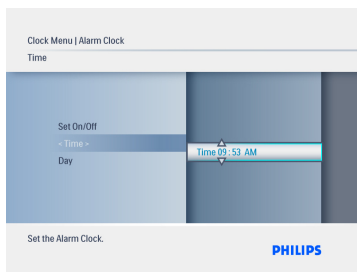 Clock Menu | Alarm Clock
Time
Set On/Off
« Time »
Day
Time 09 : 53 AM
Set the Alarm Clock.
PHILIPS